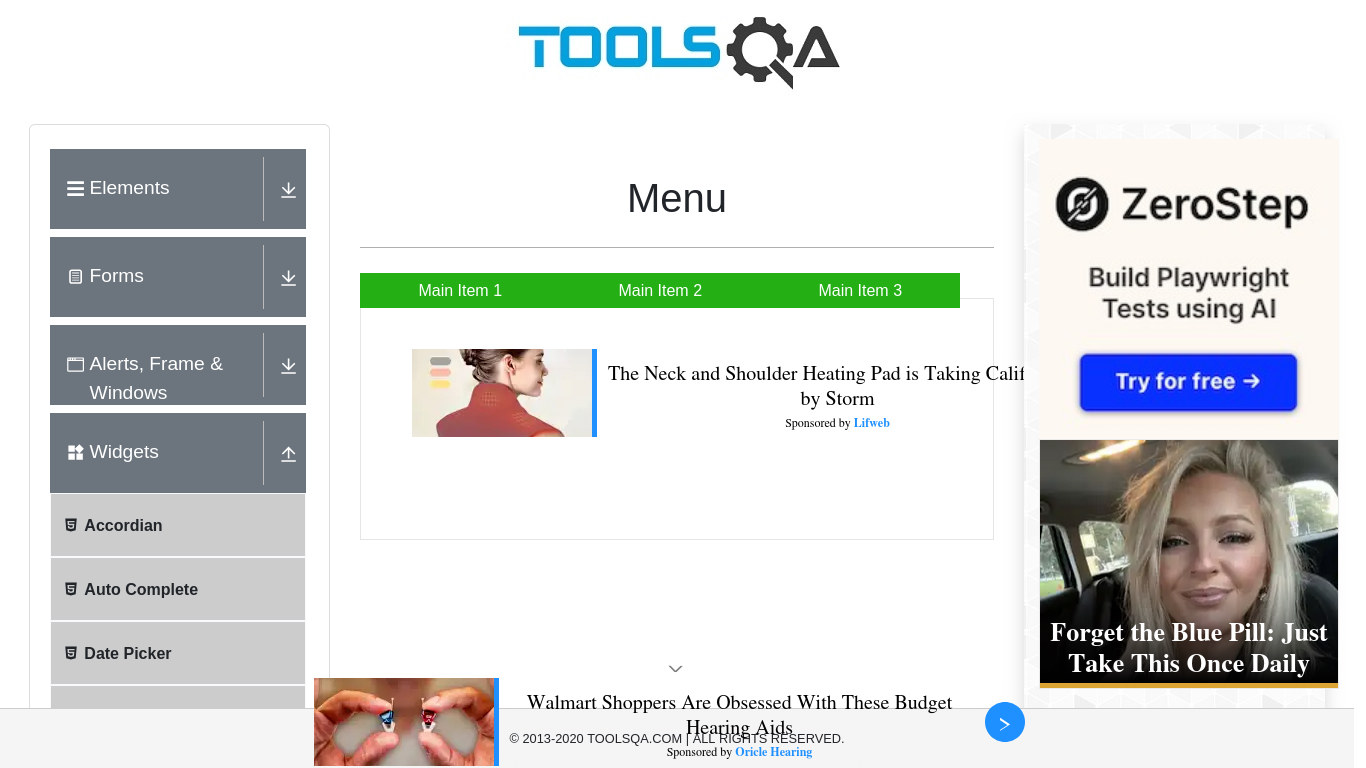 TOOLSQA
Elements
Forms
Alerts, Frame &
Windows
Widgets
Accordian
Auto Complete
Date Picker
Menu
Main Item 1
Main Item 2
Main Item 3
The Neck and Shoulder Heating Pad is Taking Calif
by Storm
Sponsored by Lifweb
ZeroStep
Build Playwright
Tests using AI
Try for free →
Forget the Blue Pill: Just
Take This Once Daily
Walmart Shoppers Are Obsessed With These Budget
Hearing Aids
© 2013-2020 TOOLSQA.COM | ALL RIGHTS RESERVED.
Sponsored by Oricle Hearing